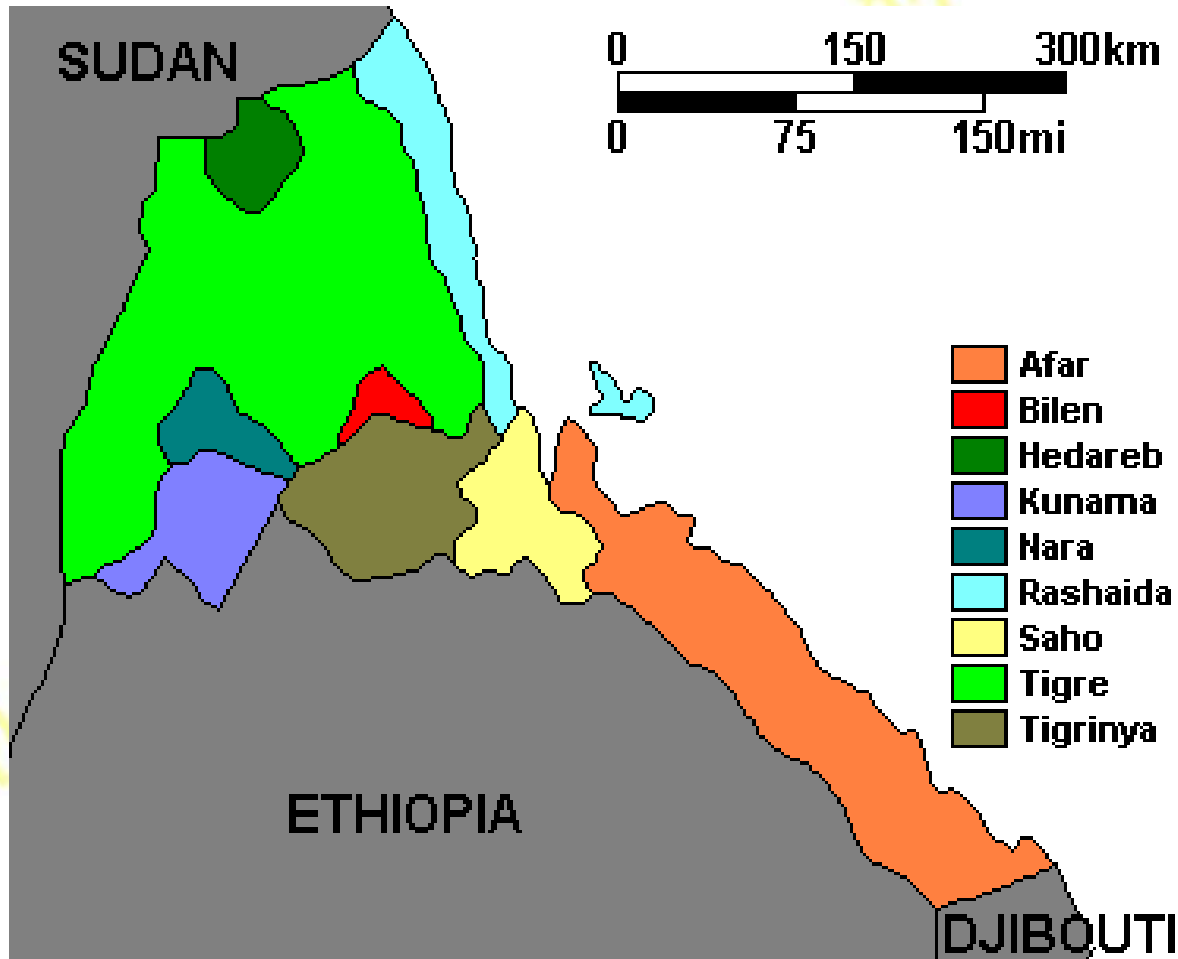 SUDAN
0 150 300km
0 75 150mi
Afar
Bilen
Hedareb
Kunama
Nara
Rashaida
Saho
Tigre
Tigrinya
ETHIOPIA
DJIBOUTI